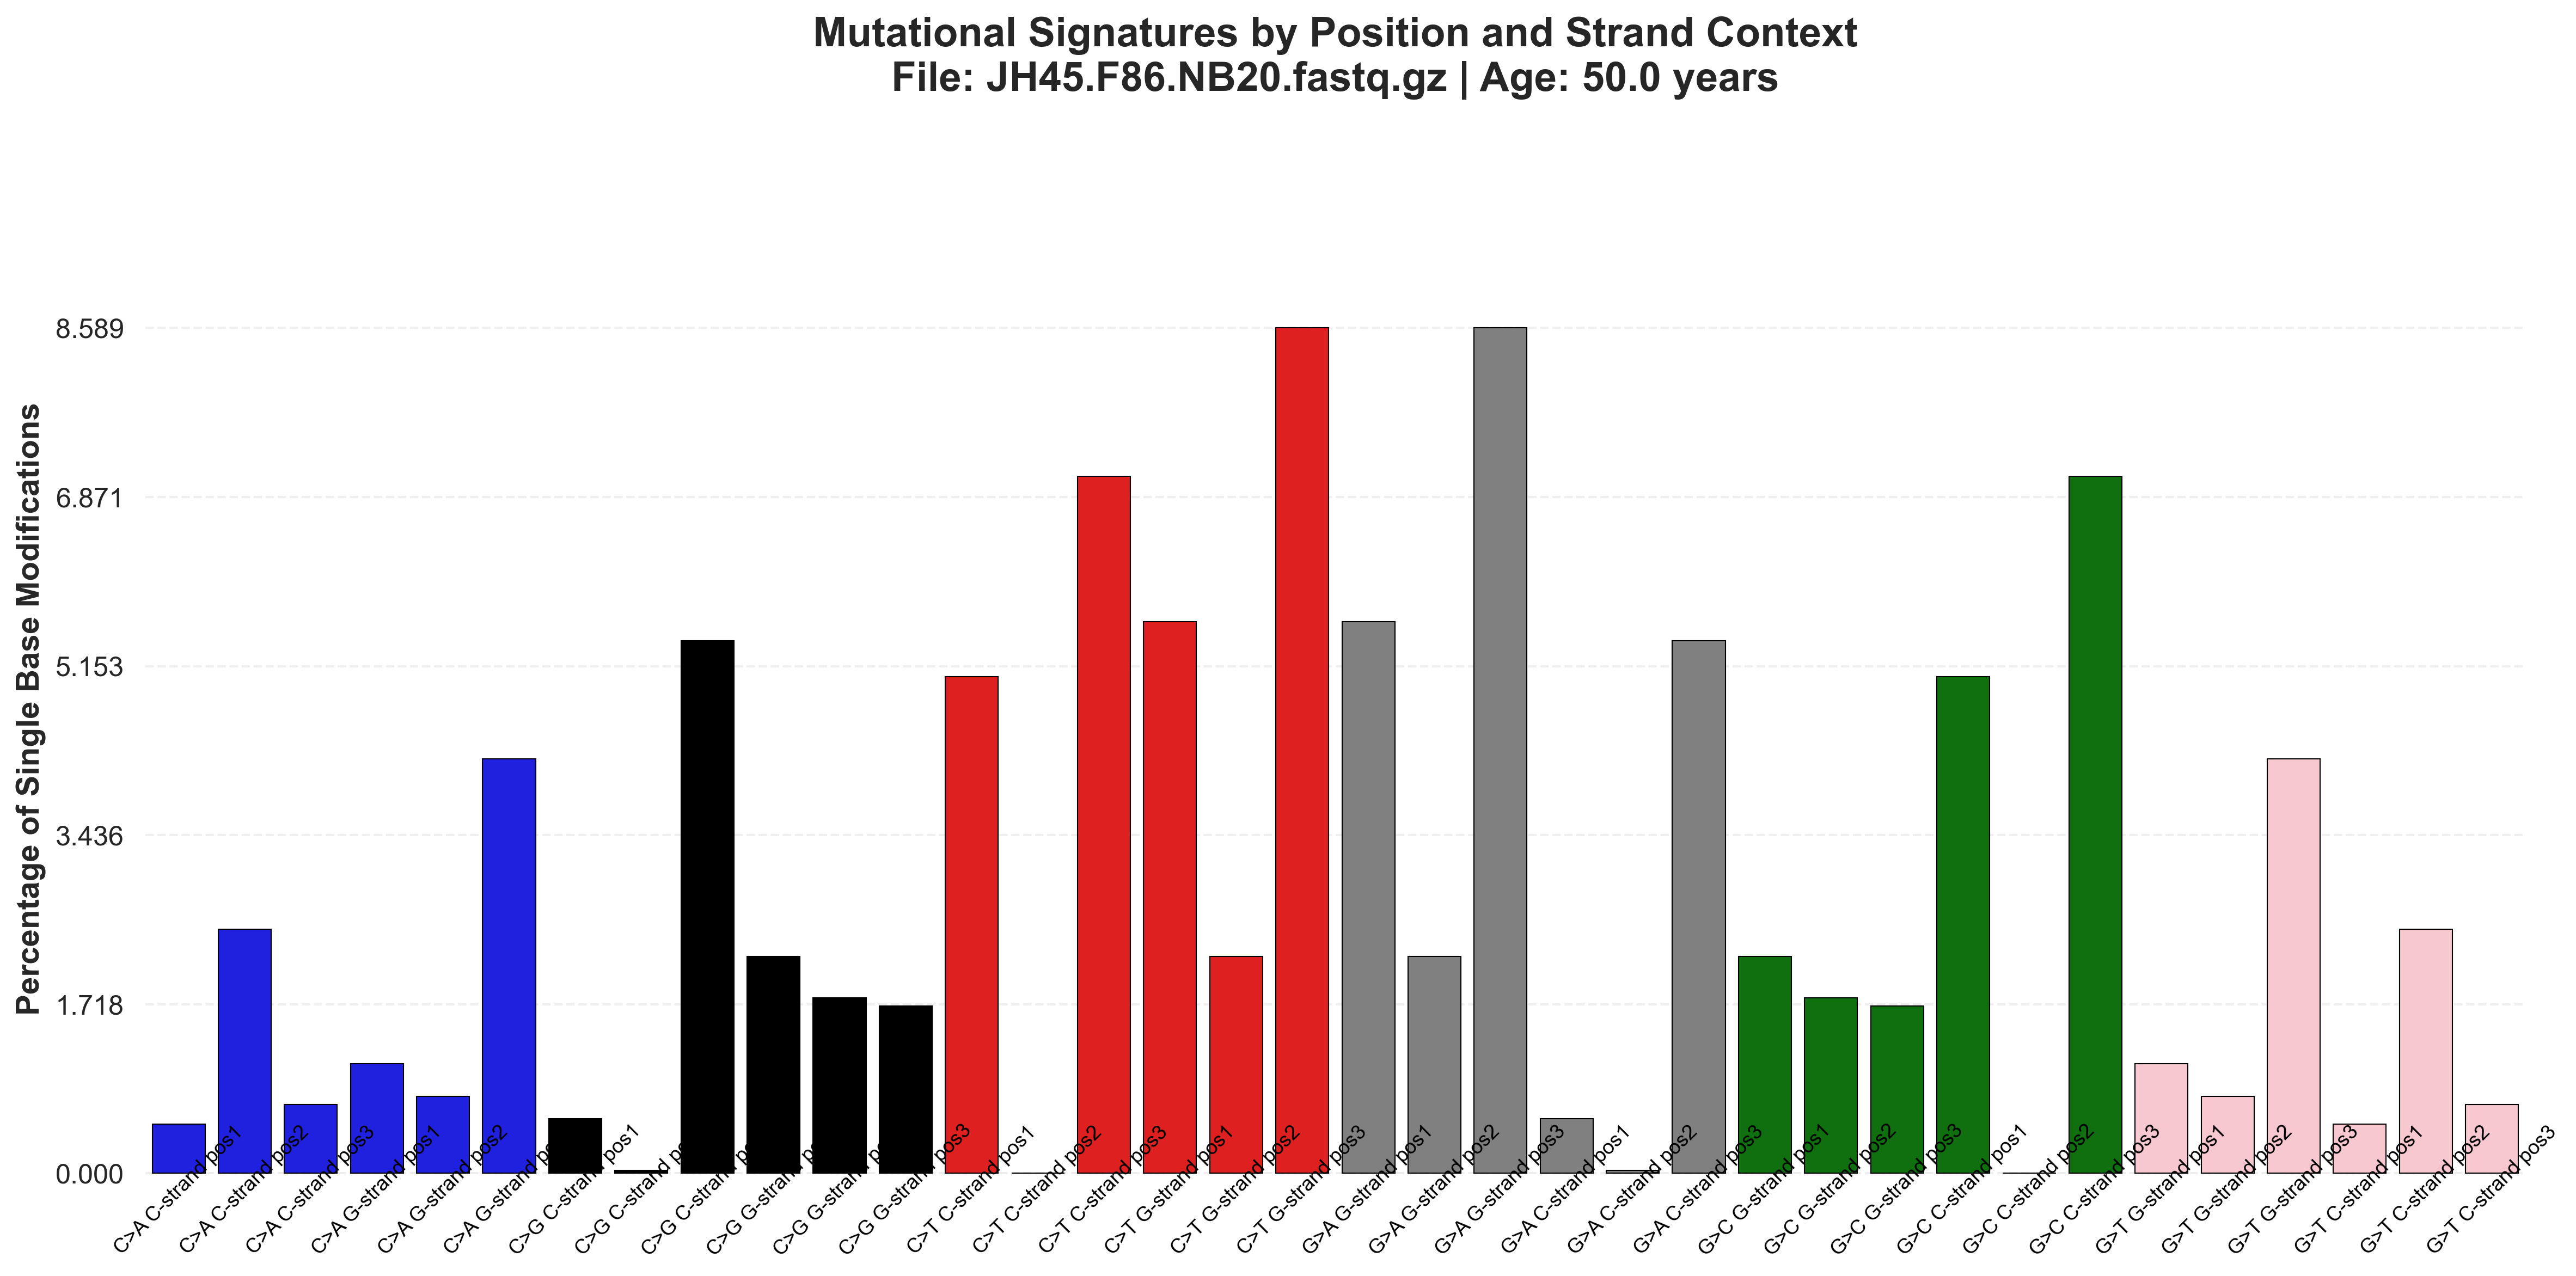 Mutational Signatures by Position and Strand Context
File: JH45.F86.NB20.fastq.gz | Age: 50.0 years
Percentage of Single Base Modifications
8.589
6.871
5.153
3.436
1.718
0.000
C>A C-strand pos1
C>A C-strand pos2
C>A C-strand pos3
C>A G-strand pos1
C>A G-strand pos2
C>A G-strand
C>G C-strand pos1
C>G C-strand
C>G C-strand
C>G G-strand
C>G G-strand
C>G G-strand pos3
C>T C-strand pos1
C>T C-strand pos2
C>T C-strand pos3
C>T G-strand pos1
C>T G-strand pos2
C>T G-strand pos3
G>A G-strand pos1
G>A G-strand pos2
G>A G-strand pos3
G>A C-strand pos1
G>A C-strand pos2
G>A C-strand pos3
G>C G-strand pos1
G>C G-strand pos2
G>C G-strand pos3
G>C C-strand pos1
G>C C-strand pos2
G>C C-strand pos3
G>T G-strand pos1
G>T G-strand pos2
G>T G-strand pos3
G>T C-strand pos1
G>T C-strand pos2
G>T C-strand pos3